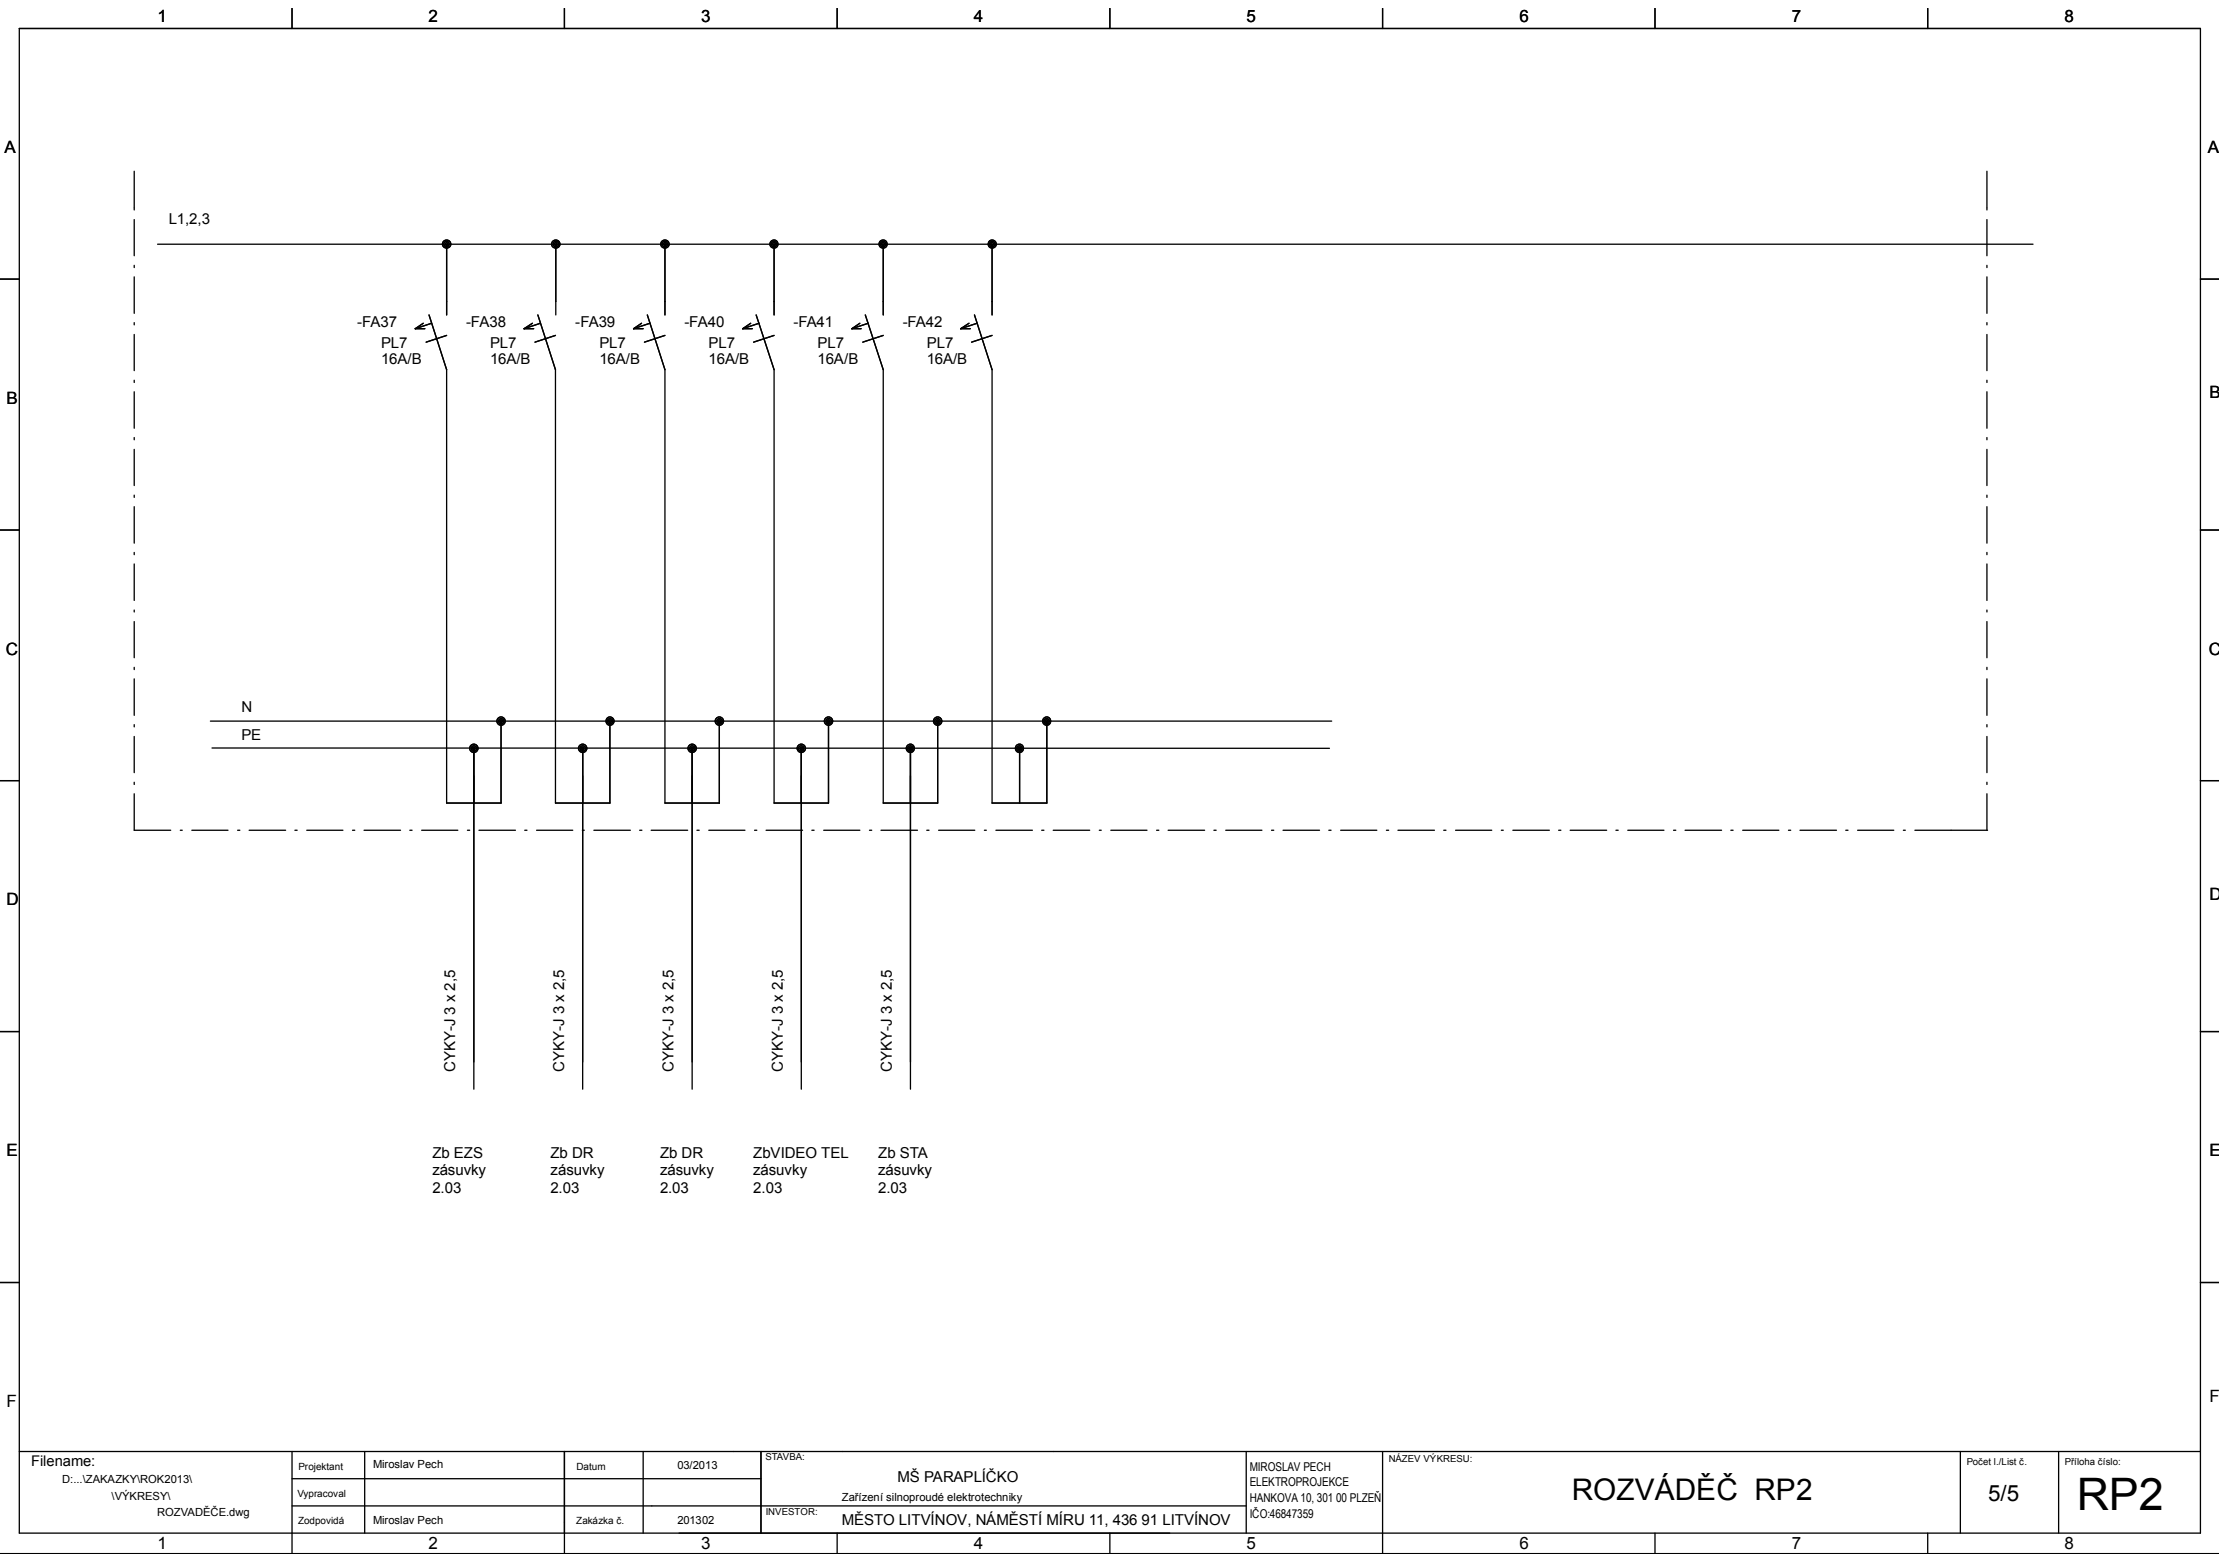 1 2 3 4 5 6 7 8
A A
L1,2,3
-FA37 -FA38 -FA39 -FA40 -FA41 -FA42
PL7 PL7 PL7 PL7 PL7 PL7
16A/B 16A/B 16A/B 16A/B 16A/B 16A/B
B B
C C
N
PE
D D
CYKY-J 3 x 2,5 CYKY-J 3 x 2,5 CYKY-J 3 x 2,5 CYKY-J 3 x 2,5 CYKY-J 3 x 2,5
E E
Zb EZS
zásuvky
2.03
Zb DR
zásuvky
2.03
Zb DR
zásuvky
2.03
ZbVIDEO TEL
zásuvky
2.03
Zb STA
zásuvky
2.03
F F
Filename:
D:...\ZAKAZKY\ROK2013\
\VÝKRESY\
ROZVADĚČE.dwg
Projektant Miroslav Pech Datum 03/2013
Vypracoval
Zodpovídá Miroslav Pech Zakázka č. 201302
STAVBA:
MŠ PARAPLÍČKO
Zařízení silnoproudé elektrotechniky
INVESTOR:
MĚSTO LITVÍNOV, NÁMĚSTÍ MÍRU 11, 436 91 LITVÍNOV
MIROSLAV PECH
ELEKTROPROJEKCE
HANKOVA 10, 301 00 PLZEŇ
IČO:46847359
NÁZEV VÝKRESU:
ROZVÁDĚČ RP2
Počet l./List č.
5/5
Příloha číslo:
RP2
1 2 3 4 5 6 7 8